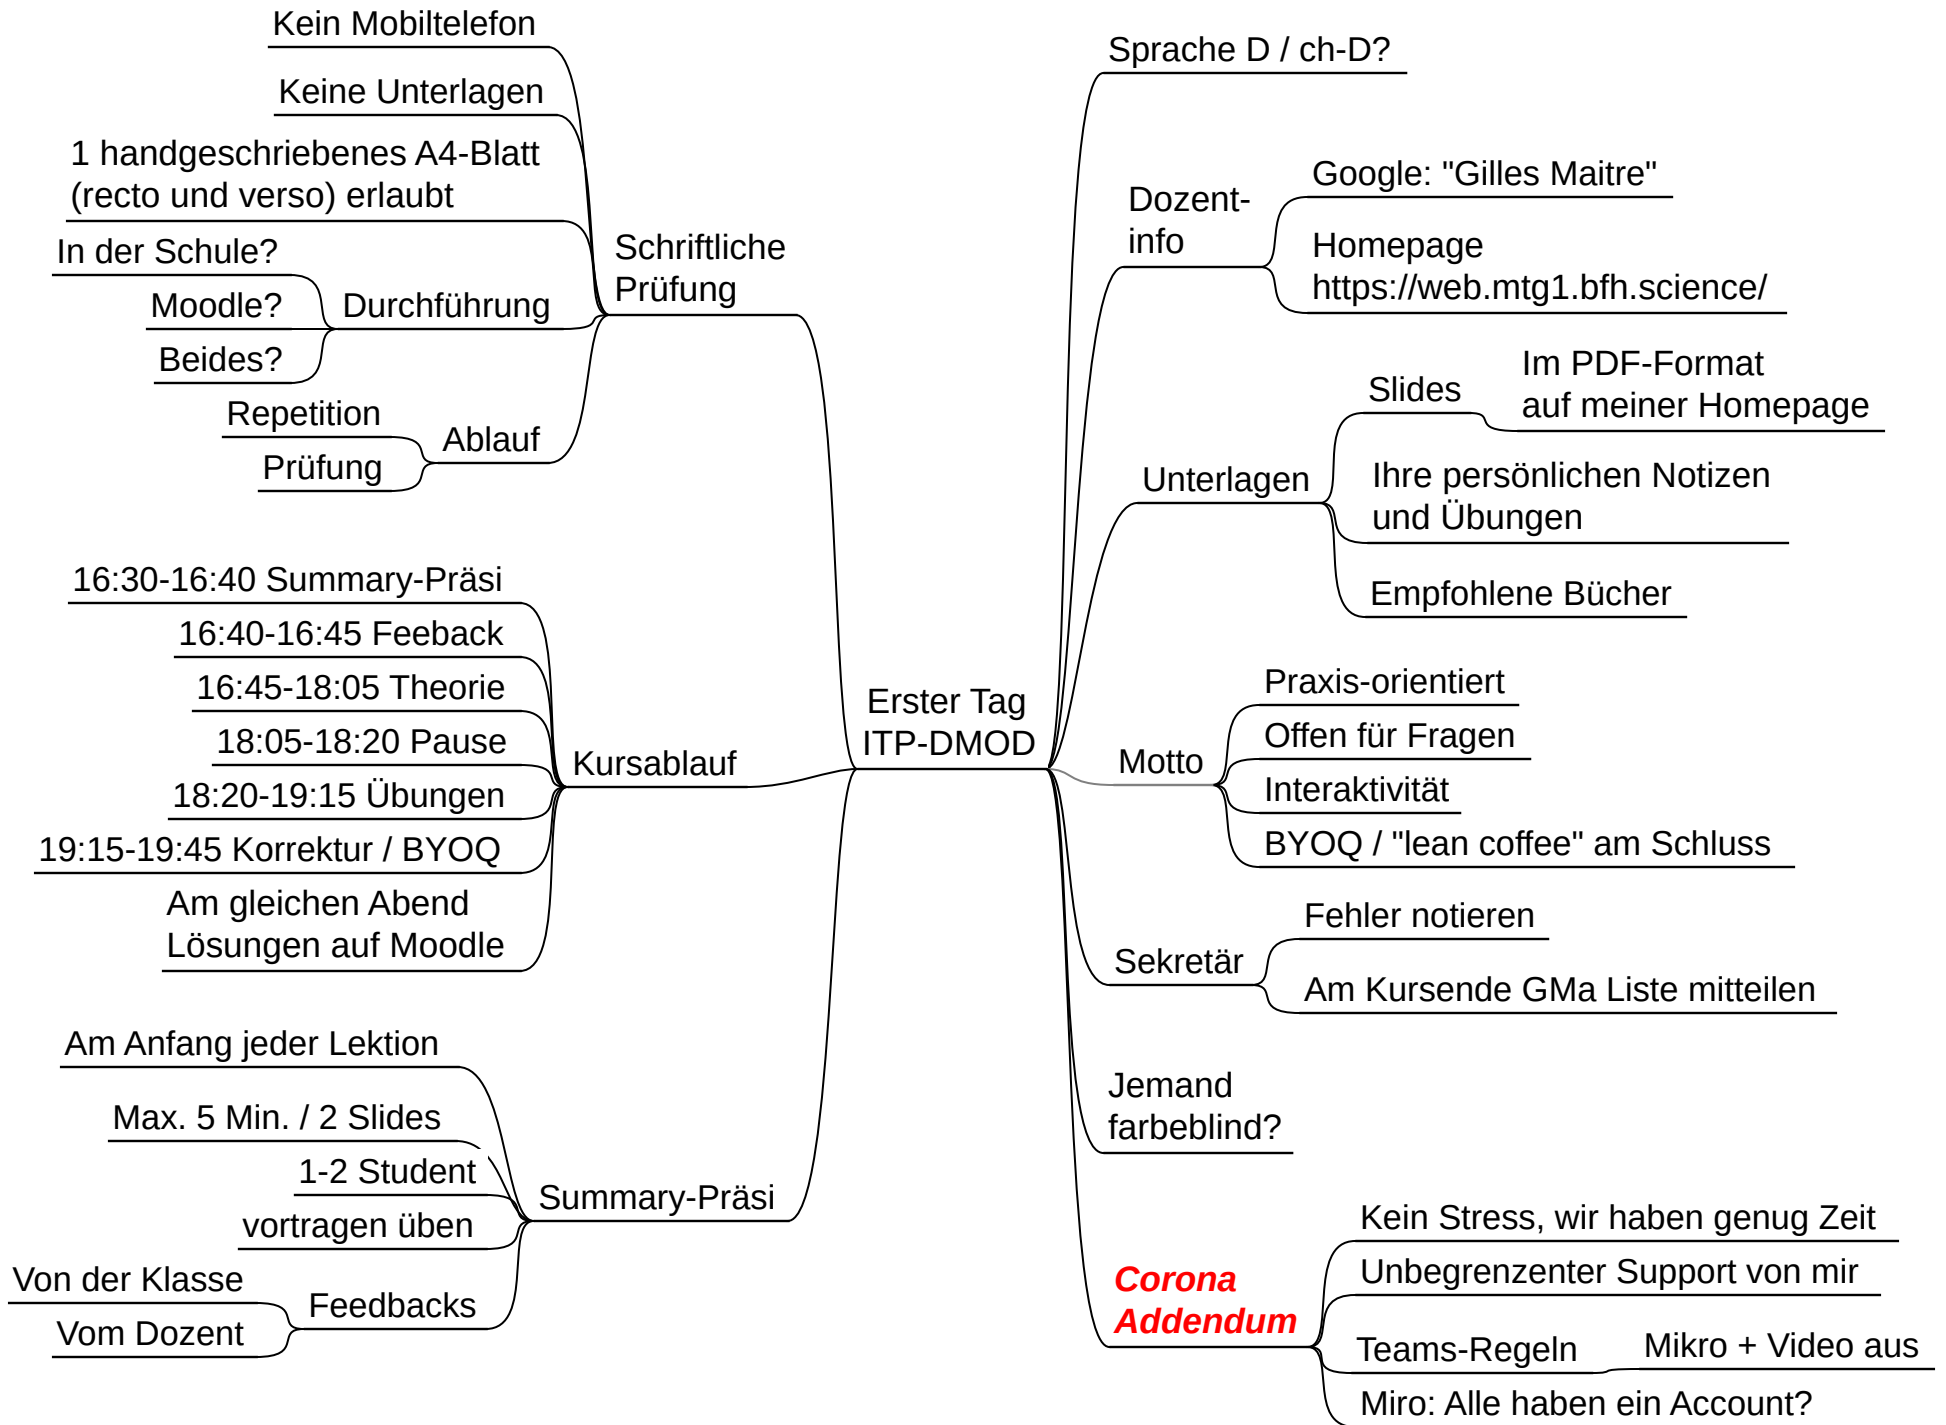 Erster Tag
ITP-DMOD
Schriftliche
Prüfung
Kein Mobiltelefon
Keine Unterlagen
1 handgeschriebenes A4-Blatt
(recto und verso) erlaubt
Durchführung
In der Schule?
Moodle?
Beides?
Ablauf
Repetition
Prüfung
Kursablauf
16:30-16:40 Summary-Präsi
16:40-16:45 Feeback
16:45-18:05 Theorie
18:05-18:20 Pause
18:20-19:15 Übungen
19:15-19:45 Korrektur / BYOQ
Am gleichen Abend
Lösungen auf Moodle
Summary-Präsi
Am Anfang jeder Lektion
Max. 5 Min. / 2 Slides
1-2 Student
vortragen üben
Feedbacks
Von der Klasse
Vom Dozent
Sprache D / ch-D?
Dozent-
info
Google: "Gilles Maitre"
Homepage
https://web.mtg1.bfh.science/
Unterlagen
Slides
Im PDF-Format
auf meiner Homepage
Ihre persönlichen Notizen
und Übungen
Empfohlene Bücher
Motto
Praxis-orientiert
Offen für Fragen
Interaktivität
BYOQ / "lean coffee" am Schluss
Sekretär
Fehler notieren
Am Kursende GMa Liste mitteilen
Jemand
farbeblind?
Corona
Addendum
Kein Stress, wir haben genug Zeit
Unbegrenzenter Support von mir
Teams-Regeln
Mikro + Video aus
Miro: Alle haben ein Account?